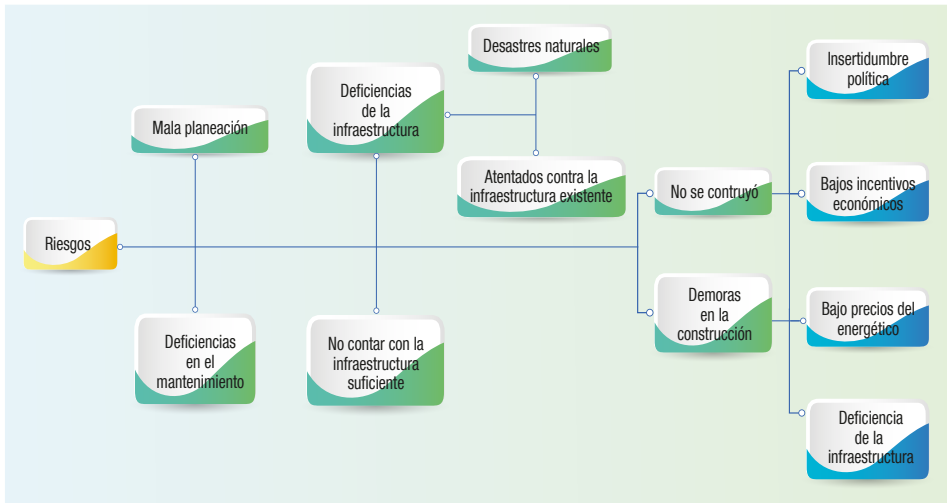 Riesgos
Mala planeación
Deficiencias
en el
mantenimiento
Deficiencias
de la
infraestructura
No contar con la
infraestructura
suficiente
Desastres naturales
Atentados contra la
infraestructura existente
No se contruyó
Demoras
en la
construcción
Insertidumbre
política
Bajos incentivos
económicos
Bajo precios del
energético
Deficiencia
de la
infraestructura